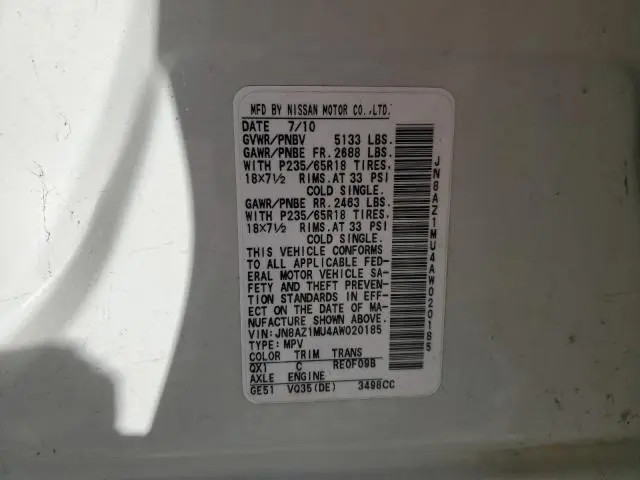 MFD BY NISSAN MOTOR CO.,LTD.
DATE 7/10
GVWR/PNBV 5133 LBS.
GAWR/PNBE FR. 2688 LBS.
WITH P235/65R18 TIRES,
18×7½ RIMS.AT 33 PSI
COLD SINGLE.
GAWR/PNBE RR. 2463 LBS.
WITH P235/65R18 TIRES,
18×7½ RIMS.AT 33 PSI
COLD SINGLE.
THIS VEHICLE CONFORMS
TO ALL APPLICABLE FED-
ERAL MOTOR VEHICLE SA-
FETY AND THEFT PREVEN-
TION STANDARDS IN EFF-
ECT ON THE DATE OF MA-
NUFACTURE SHOWN ABOVE.
VIN:JN8AZ1MU4AW020185
TYPE:MPV
COLOR TRIM TRANS
QX1 C RE0F09B
AXLE ENGINE
GE51 VQ35(DE) 3498CC
JN8AZ1MU4AW020185